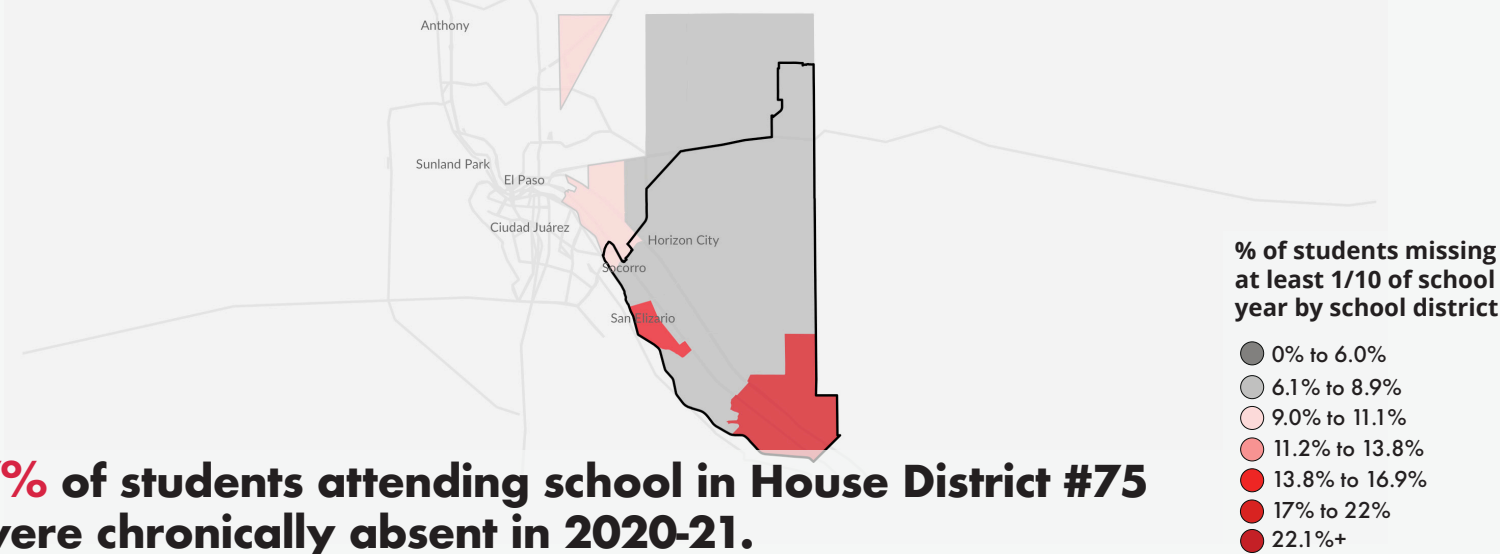 Anthony
Sunland Park
El Paso
Ciudad Juárez
Horizon City
Socorro
San Elizario
% of students missing
at least 1/10 of school
year by school district
0% to 6.0%
6.1% to 8.9%
9.0% to 11.1%
11.2% to 13.8%
13.8% to 16.9%
17% to 22%
22.1%+
% of students attending school in House District #75
were chronically absent in 2020-21.